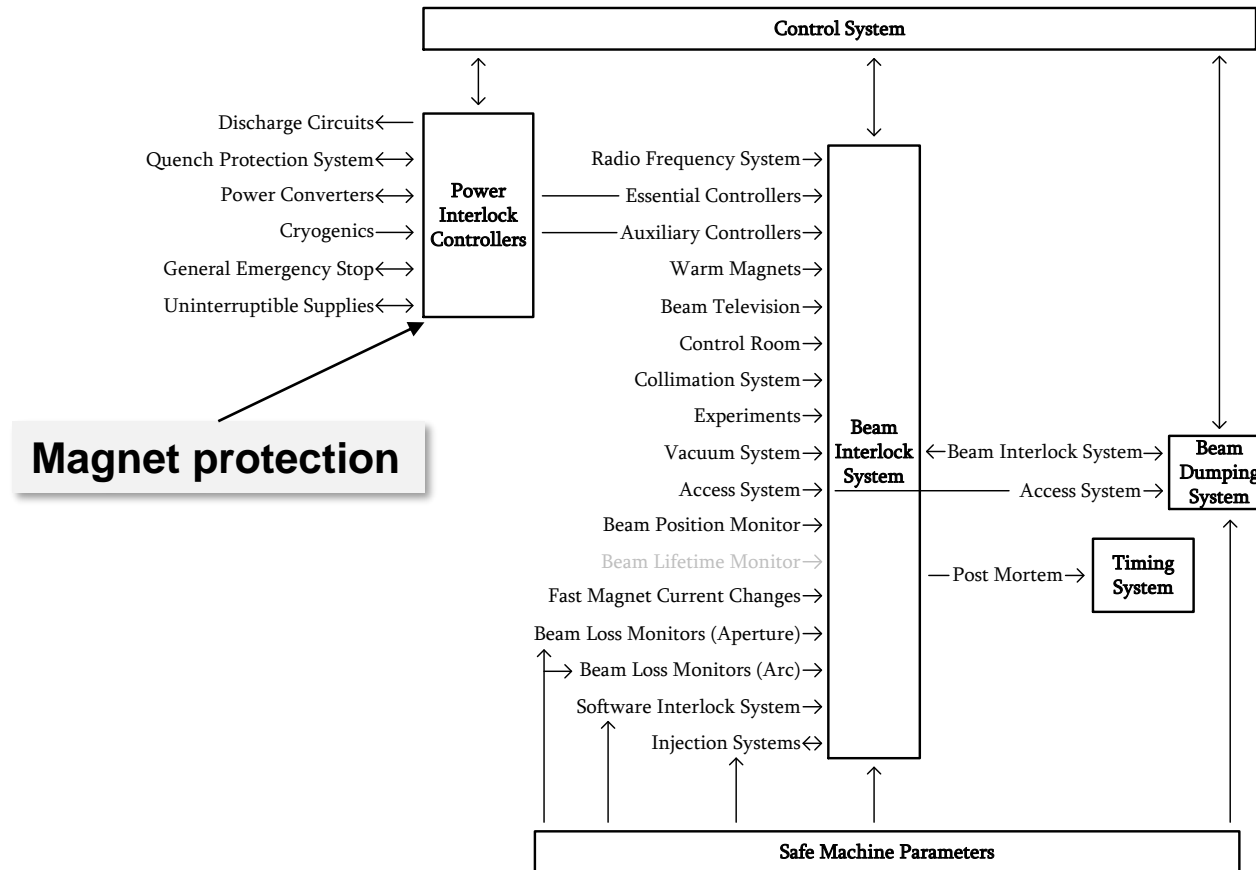 Control System
Discharge Circuits
Quench Protection System
Power Converters
Cryogenics
General Emergency Stop
Uninterruptible Supplies
Power
Interlock
Controllers
Magnet protection
Radio Frequency System
Essential Controllers
Auxiliary Controllers
Warm Magnets
Beam Television
Control Room
Collimation System
Experiments
Vacuum System
Access System
Beam Position Monitor
Beam Lifetime Monitor
Fast Magnet Current Changes
Beam Loss Monitors (Aperture)
Beam Loss Monitors (Arc)
Software Interlock System
Injection Systems
Beam
Interlock
System
Beam Interlock System
Access System
Beam
Dumping
System
Post Mortem
Timing
System
Safe Machine Parameters